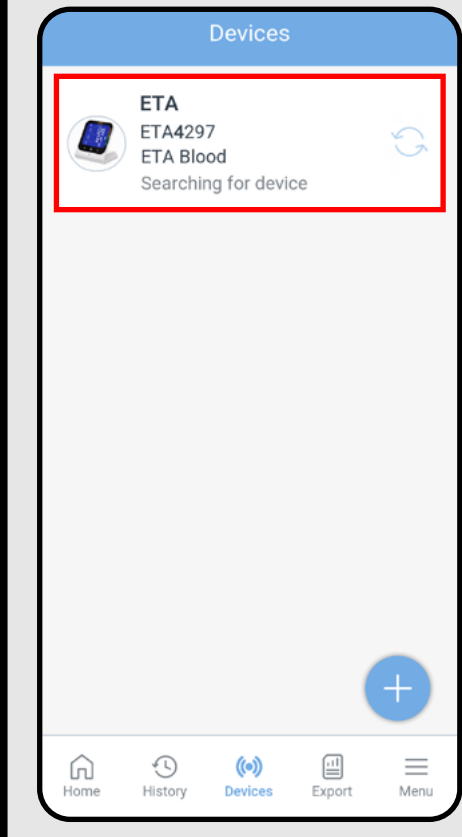 Devices
ETA
ETA4297
ETA Blood
Searching for device
Home History Devices Export Menu